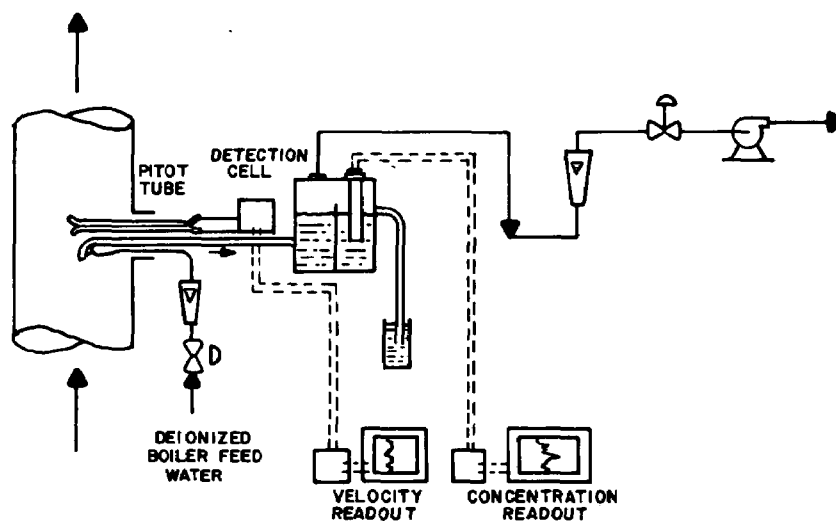 PITOT
TUBE
DETECTION
CELL
DEIONIZED
BOILER FEED
WATER
VELOCITY
READOUT
CONCENTRATION
READOUT